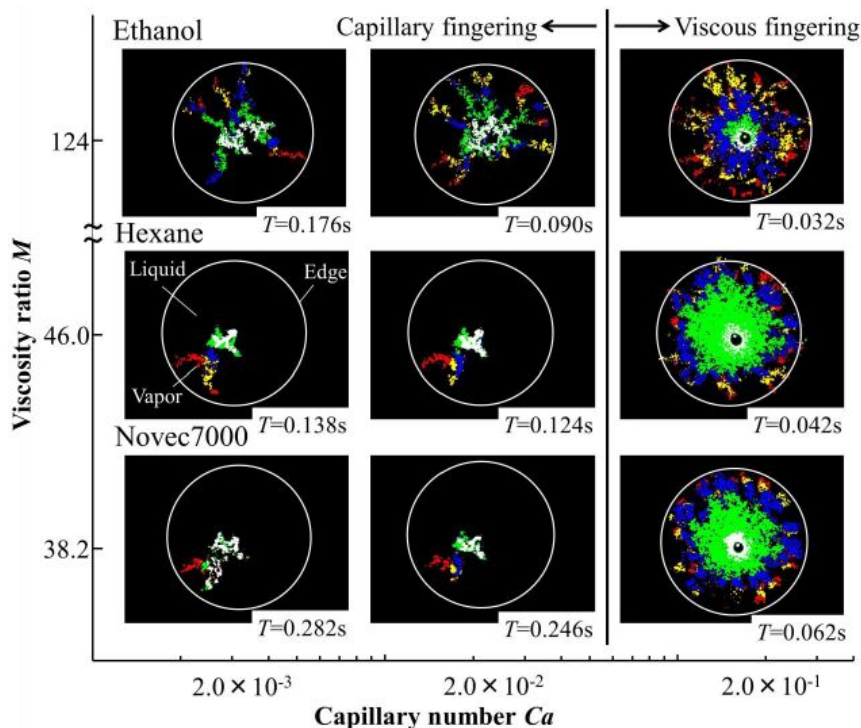 Ethanol
Capillary fingering
Viscous fingering
124
T=0.176s
T=0.090s
T=0.032s
≈
Hexane
Liquid
Edge
Vapor
46.0
T=0.138s
T=0.124s
T=0.042s
Novec7000
38.2
T=0.282s
T=0.246s
T=0.062s
Viscosity ratio M
2.0 × 10⁻³
2.0 × 10⁻²
2.0 × 10⁻¹
Capillary number Ca